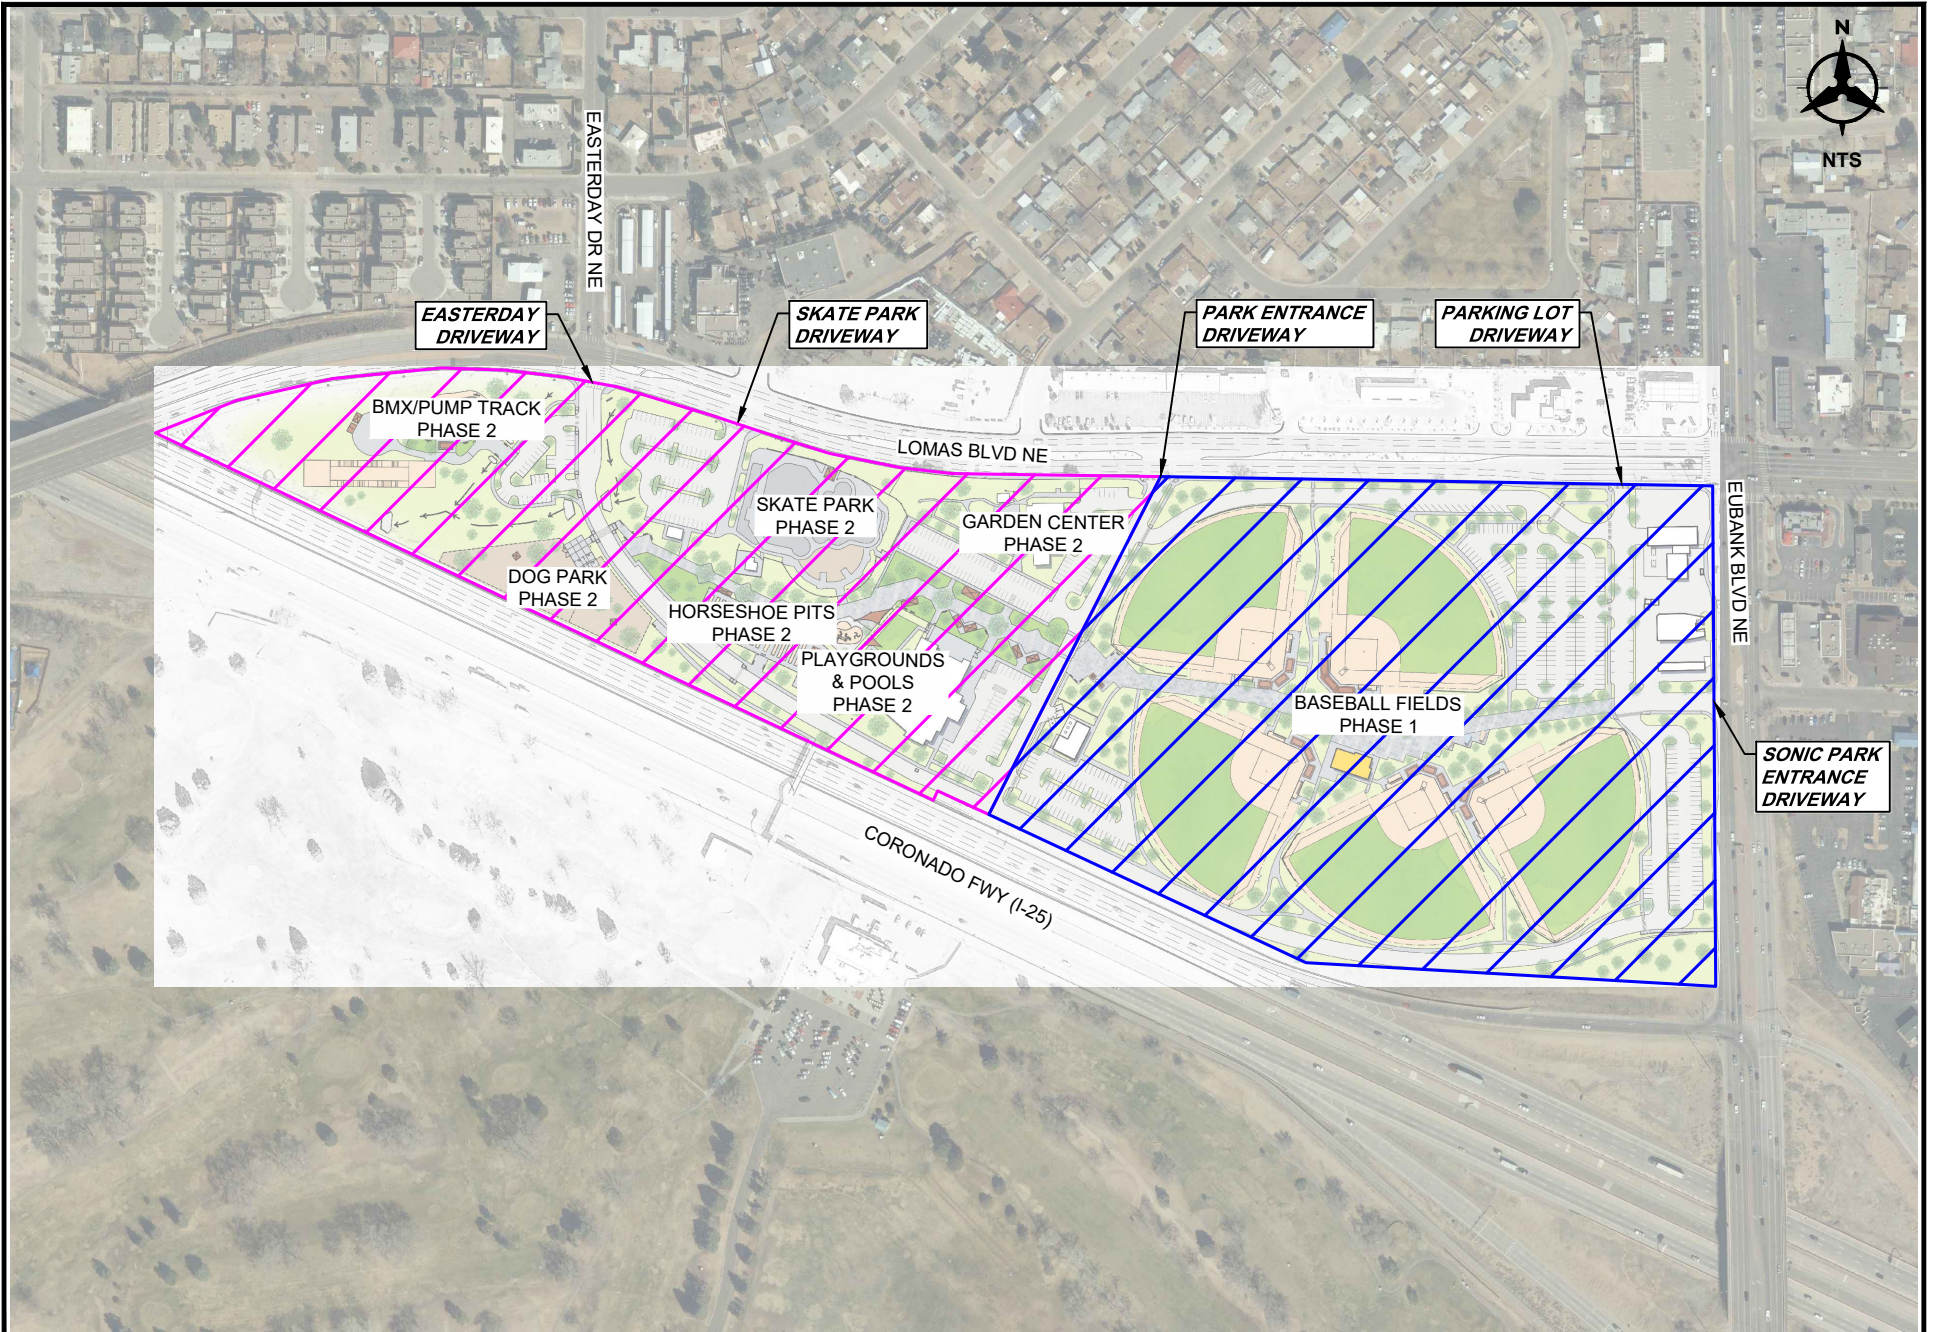 N
NTS
EASTERDAY DR NE
EASTERDAY
DRIVEWAY
SKATE PARK
DRIVEWAY
PARK ENTRANCE
DRIVEWAY
PARKING LOT
DRIVEWAY
BMX/PUMP TRACK
PHASE 2
LOMAS BLVD NE
EUBANK BLVD NE
SKATE PARK
PHASE 2
GARDEN CENTER
PHASE 2
DOG PARK
PHASE 2
HORSESHOE PITS
PHASE 2
PLAYGROUNDS
& POOLS
PHASE 2
BASEBALL FIELDS
PHASE 1
SONIC PARK
ENTRANCE
DRIVEWAY
CORONADO FWY (I-25)